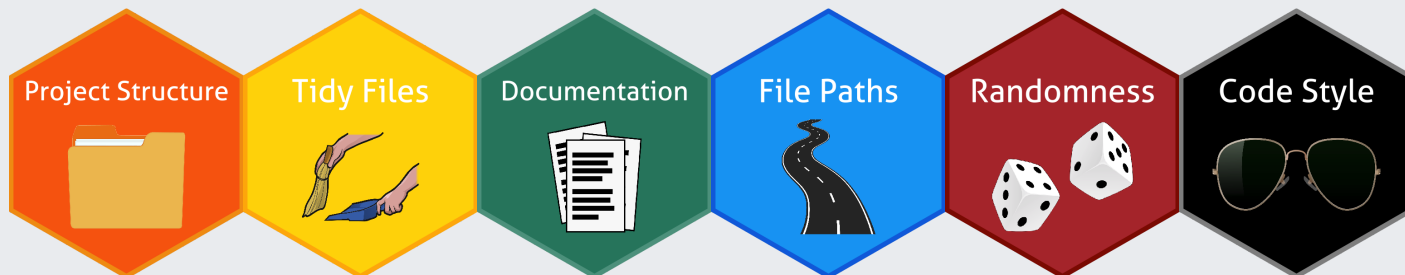 Project Structure
Tidy Files
Documentation
File Paths
Randomness
Code Style